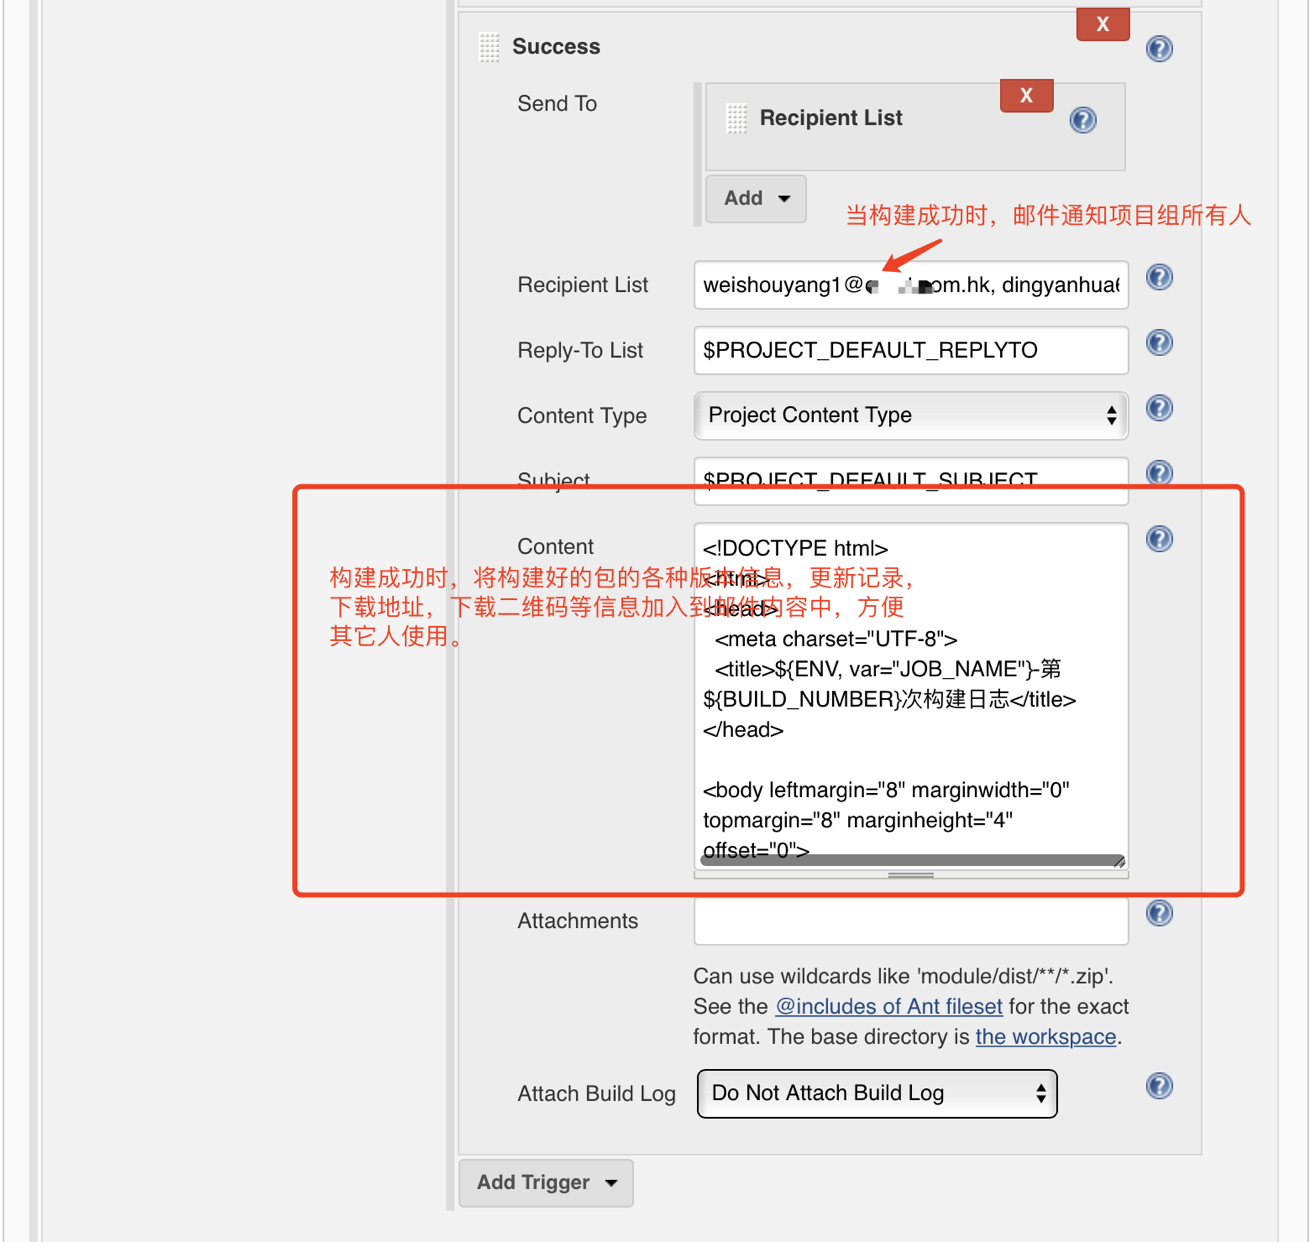 X
Success
Send To
X
Recipient List
Add
当构建成功时，邮件通知项目组所有人
Recipient List
weishouyang1@ om.hk, dingyanhua
Reply-To List
$PROJECT_DEFAULT_REPLYTO
Content Type
Project Content Type
Subject
$PROJECT_DEFAULT_SUBJECT
Content
<!DOCTYPE html>
<html>
<head>
<meta charset="UTF-8">
<title>${ENV, var="JOB_NAME"}-第
${BUILD_NUMBER}次构建日志</title>
</head>
<body leftmargin="8" marginwidth="0"
topmargin="8" marginheight="4"
offset="0">
构建成功时，将构建好的包的各种版本信息，更新记录，
下载地址，下载二维码等信息加入到邮件内容中，方便
其它人使用。
Attachments
Can use wildcards like 'module/dist/**/*.zip'.
See the @includes of Ant fileset for the exact
format. The base directory is the workspace.
Attach Build Log
Do Not Attach Build Log
Add Trigger